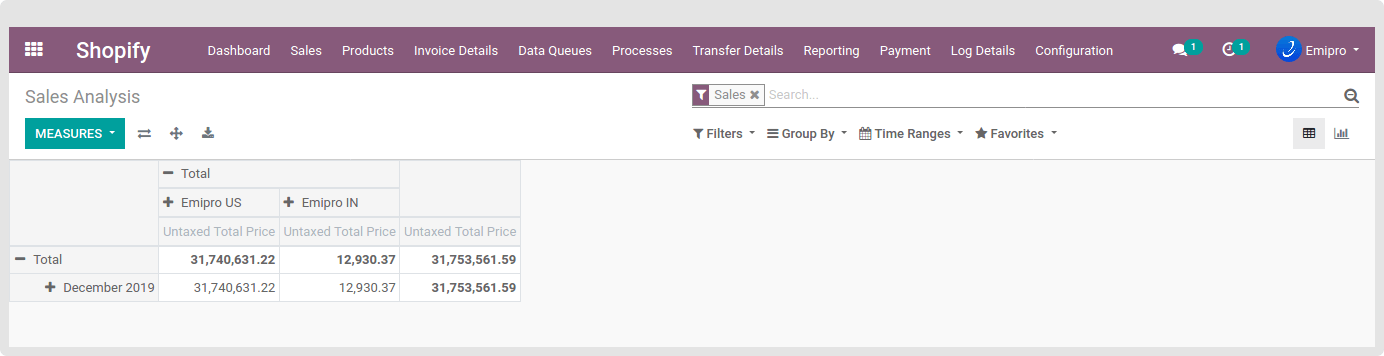 Shopify Dashboard Sales Products Invoice Details Data Queues Processes Transfer Details Reporting Payment Log Details Configuration 1 1 Emipro
Sales Analysis Sales Search...
MEASURES Filters Group By Time Ranges Favorites
Total
Emipro US Emipro IN
Untaxed Total Price Untaxed Total Price Untaxed Total Price
Total 31,740,631.22 12,930.37 31,753,561.59
December 2019 31,740,631.22 12,930.37 31,753,561.59